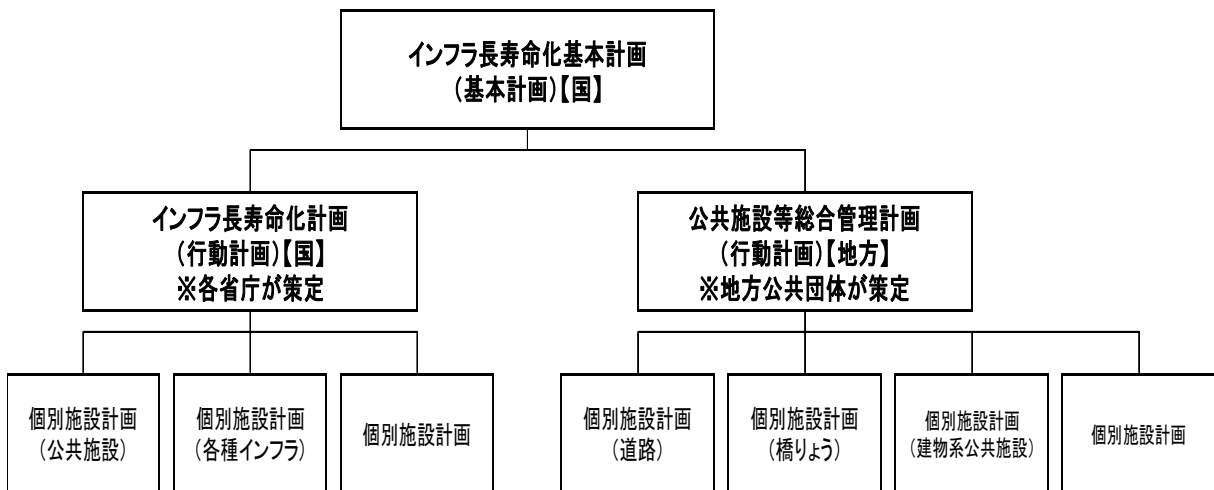 インフラ長寿命化基本計画
（基本計画）【国】
インフラ長寿命化計画
（行動計画）【国】
※各省庁が策定
公共施設等総合管理計画
（行動計画）【地方】
※地方公共団体が策定
個別施設計画
（公共施設）
個別施設計画
（各種インフラ）
個別施設計画
個別施設計画
（道路）
個別施設計画
（橋りょう）
個別施設計画
（建物系公共施設）
個別施設計画